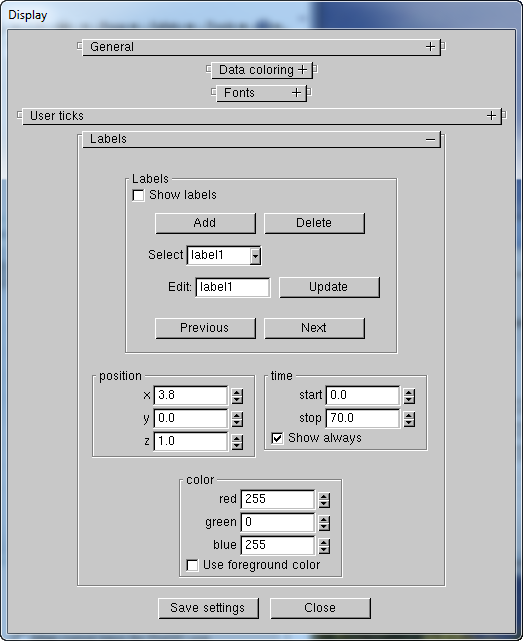 Display
General +
Data coloring +
Fonts +
User ticks +
Labels −
Labels
Show labels
Add Delete
Select label1
Edit: label1 Update
Previous Next
position time
x 3.8 start 0.0
y 0.0 stop 70.0
z 1.0 Show always
color
red 255
green 0
blue 255
Use foreground color
Save settings Close